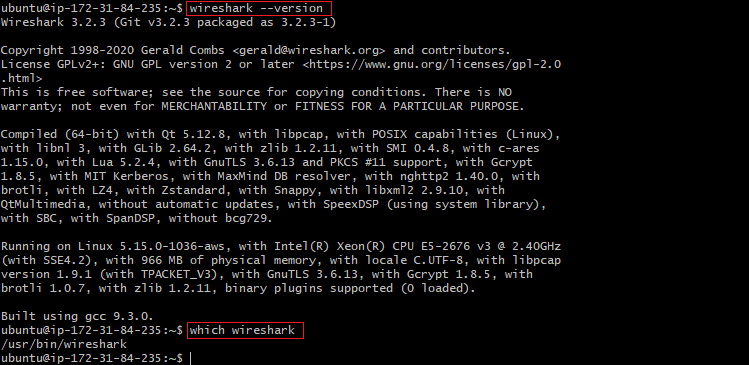 ubuntu@ip-172-31-84-235:~$ wireshark --version
Wireshark 3.2.3 (Git v3.2.3 packaged as 3.2.3-1)
Copyright 1998-2020 Gerald Combs <gerald@wireshark.org> and contributors.
License GPLv2+: GNU GPL version 2 or later <https://www.gnu.org/licenses/gpl-2.0
.html>
This is free software; see the source for copying conditions. There is NO
warranty; not even for MERCHANTABILITY or FITNESS FOR A PARTICULAR PURPOSE.
Compiled (64-bit) with Qt 5.12.8, with libpcap, with POSIX capabilities (Linux),
with libnl 3, with GLib 2.64.2, with zlib 1.2.11, with SMI 0.4.8, with c-ares
1.15.0, with Lua 5.2.4, with GnuTLS 3.6.13 and PKCS #11 support, with Gcrypt
1.8.5, with MIT Kerberos, with MaxMind DB resolver, with nghttp2 1.40.0, with
brotli, with LZ4, with Zstandard, with Snappy, with libxml2 2.9.10, with
QtMultimedia, without automatic updates, with SpeexDSP (using system library),
with SBC, with SpanDSP, without bcg729.
Running on Linux 5.15.0-1036-aws, with Intel(R) Xeon(R) CPU E5-2676 v3 @ 2.40GHz
(with SSE4.2), with 966 MB of physical memory, with locale C.UTF-8, with libpcap
version 1.9.1 (with TPACKET_V3), with GnuTLS 3.6.13, with Gcrypt 1.8.5, with
brotli 1.0.7, with zlib 1.2.11, binary plugins supported (0 loaded).
Built using gcc 9.3.0.
ubuntu@ip-172-31-84-235:~$ which wireshark
/usr/bin/wireshark
ubuntu@ip-172-31-84-235:~$